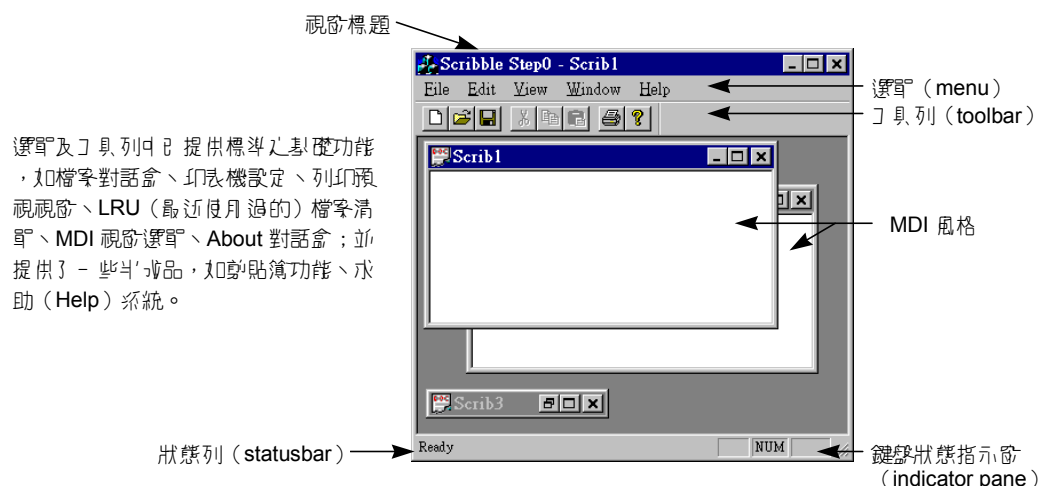 視窗標題
Scribble Step0 - Scrib1
File Edit View Window Help
選單（menu）
工具列（toolbar）
選單及工具列中已提供標準之基礎功能
，如檔案對話盒、印表機設定、列印預
視視窗、LRU（最近使用過的）檔案清
單、MDI 視窗選單、About 對話盒；並
提供了一些半成品，如剪貼簿功能、求
助（Help）系統。
Scrib1
MDI 風格
Scrib3
狀態列（statusbar）
Ready
NUM
鍵盤狀態指示窗
（indicator pane）